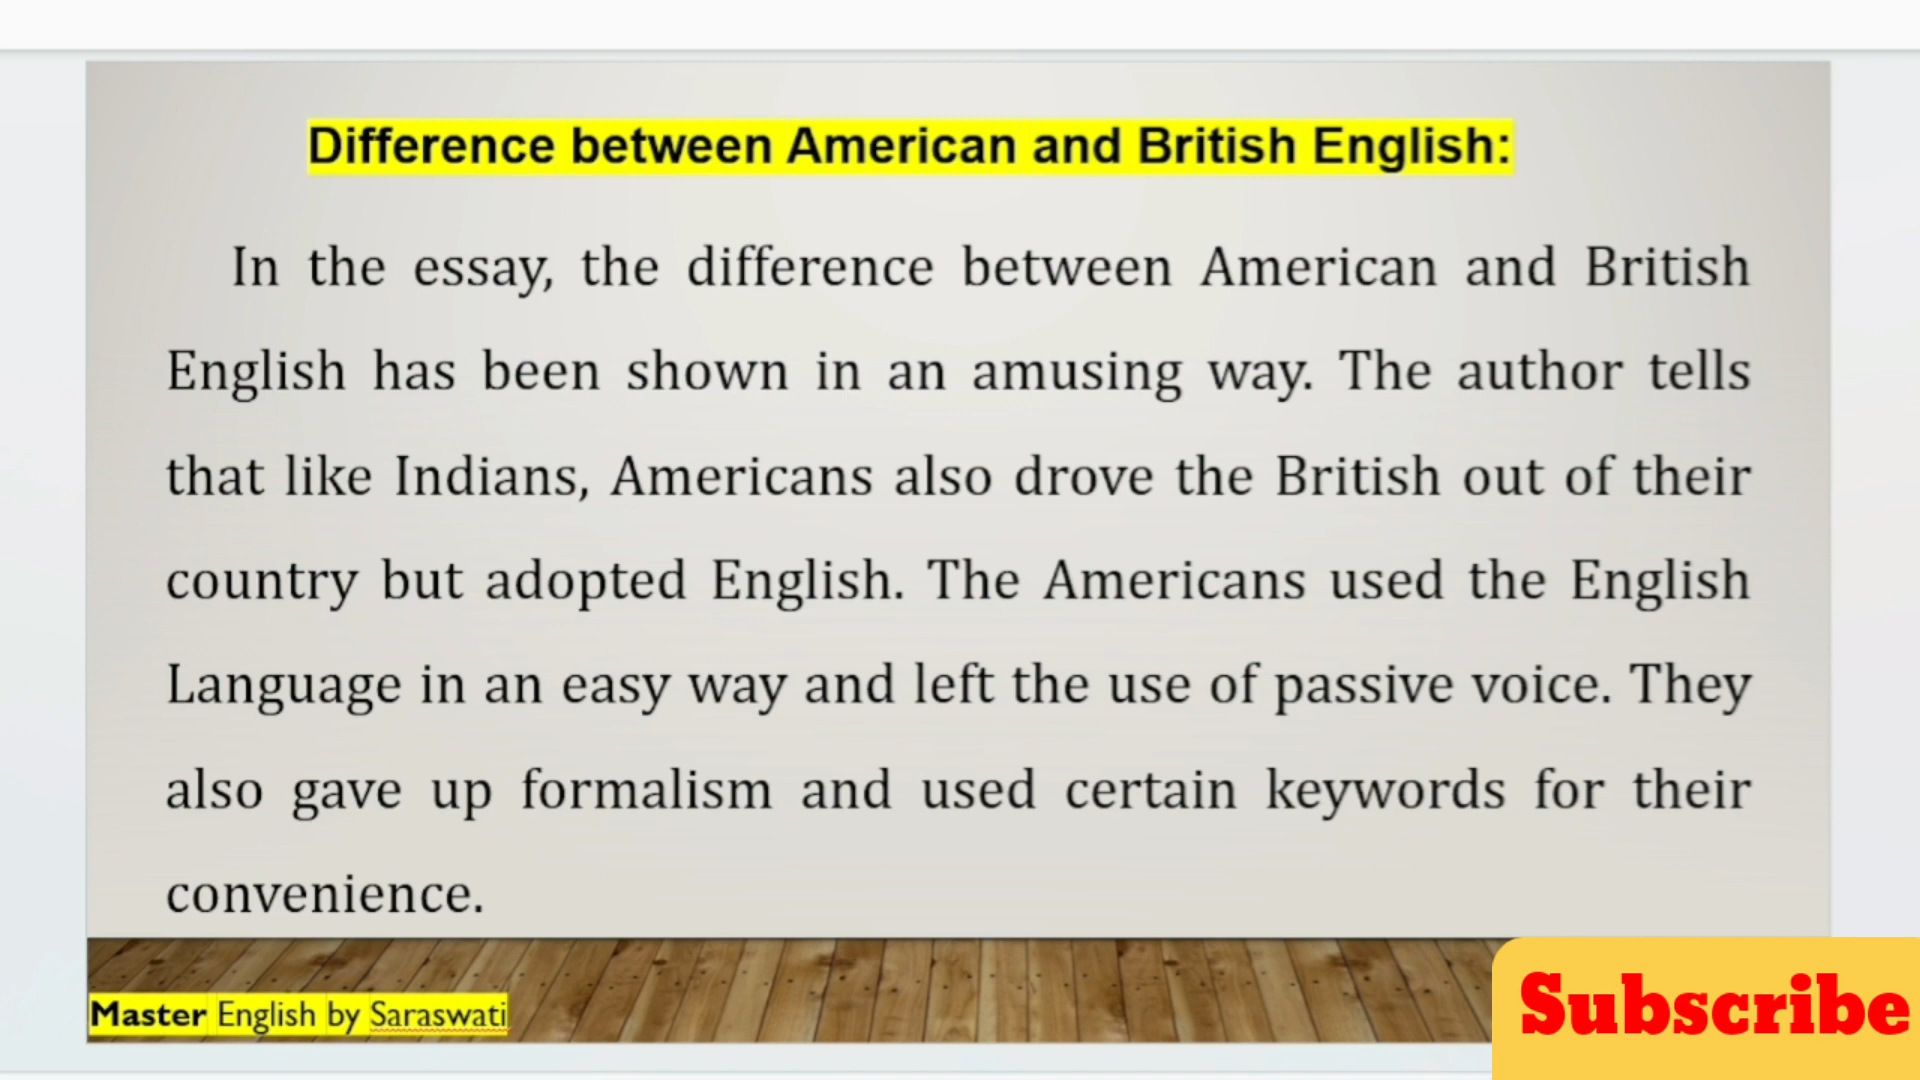 Difference between American and British English:
In the essay, the difference between American and British
English has been shown in an amusing way. The author tells
that like Indians, Americans also drove the British out of their
country but adopted English. The Americans used the English
Language in an easy way and left the use of passive voice. They
also gave up formalism and used certain keywords for their
convenience.
Master English by Saraswati
Subscribe